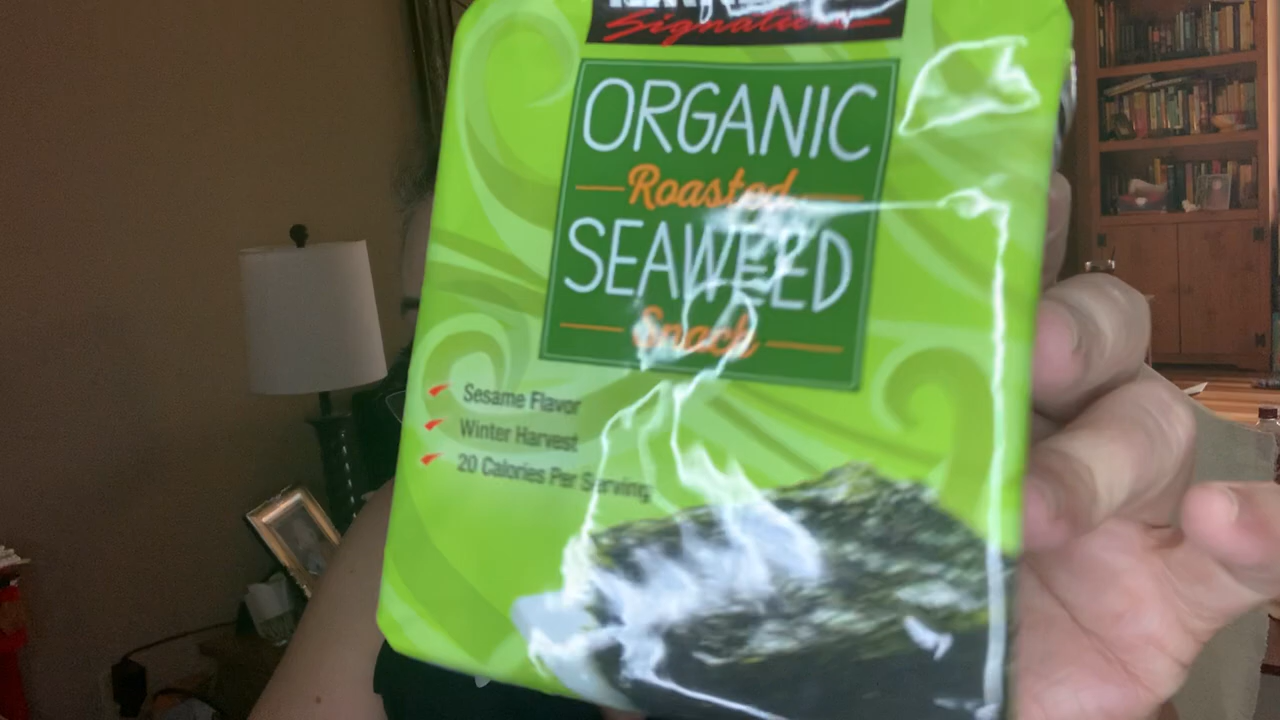 Signature
ORGANIC
Roasted
SEAWEED
Snack
Sesame Flavor
Winter Harvest
20 Calories Per Serving